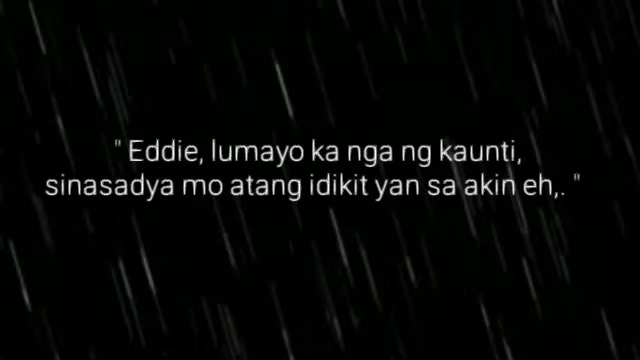 " Eddie, lumayo ka nga ng kaunti,
sinasadya mo atang idikit yan sa akin eh,. "